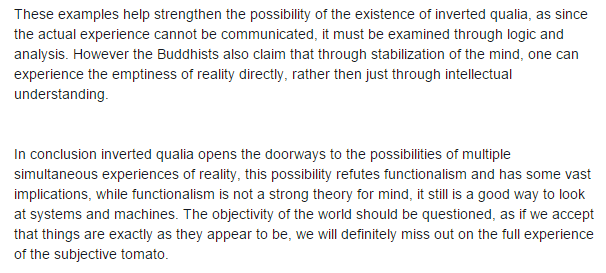 These examples help strengthen the possibility of the existence of inverted qualia, as since
the actual experience cannot be communicated, it must be examined through logic and
analysis. However the Buddhists also claim that through stabilization of the mind, one can
experience the emptiness of reality directly, rather then just through intellectual
understanding.
In conclusion inverted qualia opens the doorways to the possibilities of multiple
simultaneous experiences of reality, this possibility refutes functionalism and has some vast
implications, while functionalism is not a strong theory for mind, it still is a good way to look
at systems and machines. The objectivity of the world should be questioned, as if we accept
that things are exactly as they appear to be, we will definitely miss out on the full experience
of the subjective tomato.